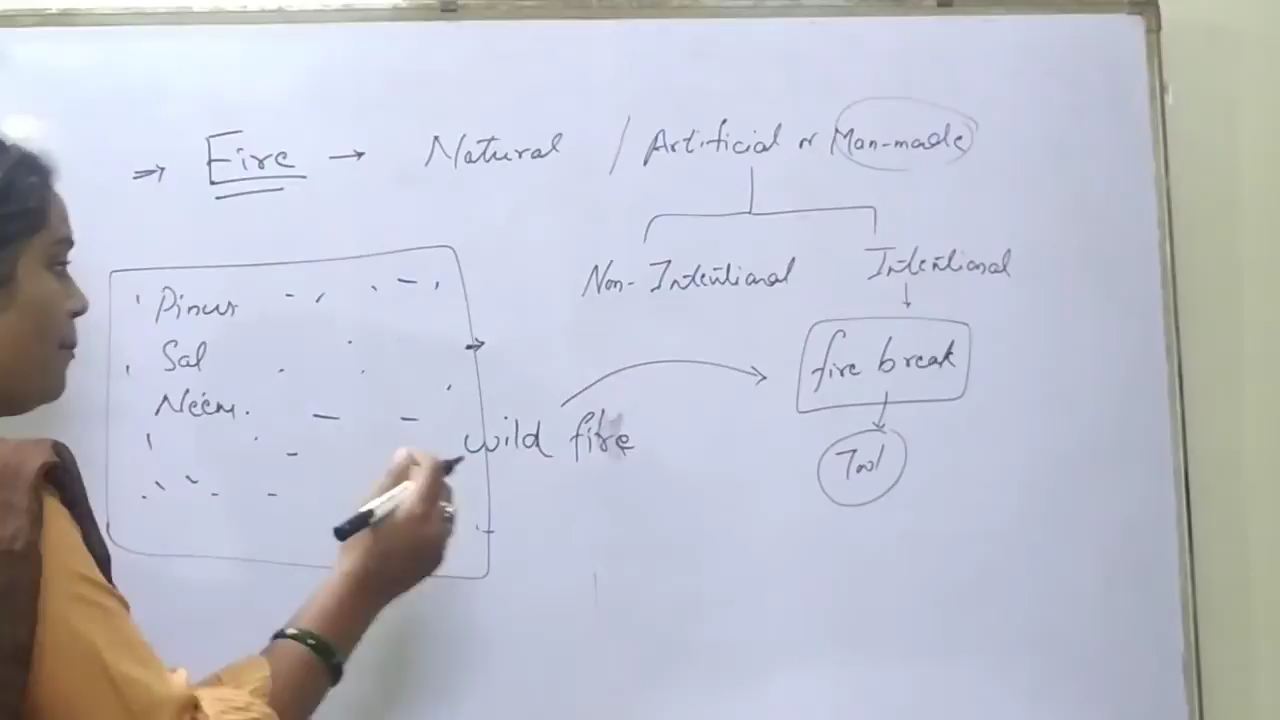 ⇒ Fire → Natural / Artificial or Man-made
Non-Intentional
Intentional
Pinus
Sal
Neem.
fire break
wild fire
Tool